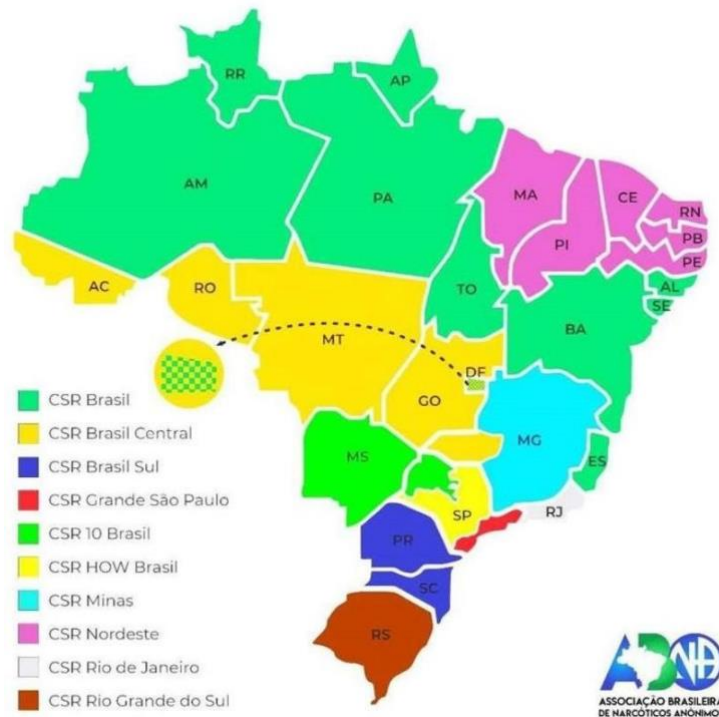 RR
AP
AM
PA
MA
CE
RN
PB
PE
PI
AL
SE
TO
BA
AC
RO
MT
DF
GO
MG
ES
MS
SP
RJ
PR
SC
RS
CSR Brasil
CSR Brasil Central
CSR Brasil Sul
CSR Grande São Paulo
CSR 10 Brasil
CSR HOW Brasil
CSR Minas
CSR Nordeste
CSR Rio de Janeiro
CSR Rio Grande do Sul
ABNA
ASSOCIAÇÃO BRASILEIRA
DE NARCÓTICOS ANÔNIMO